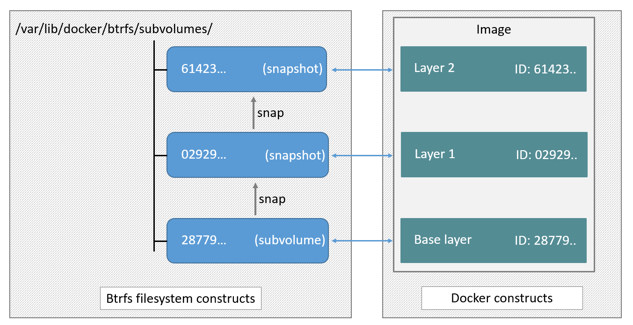 /var/lib/docker/btrfs/subvolumes/
61423... (snapshot)
snap
02929... (snapshot)
snap
28779... (subvolume)
Btrfs filesystem constructs
Image
Layer 2 ID: 61423..
Layer 1 ID: 02929..
Base layer ID: 28779..
Docker constructs